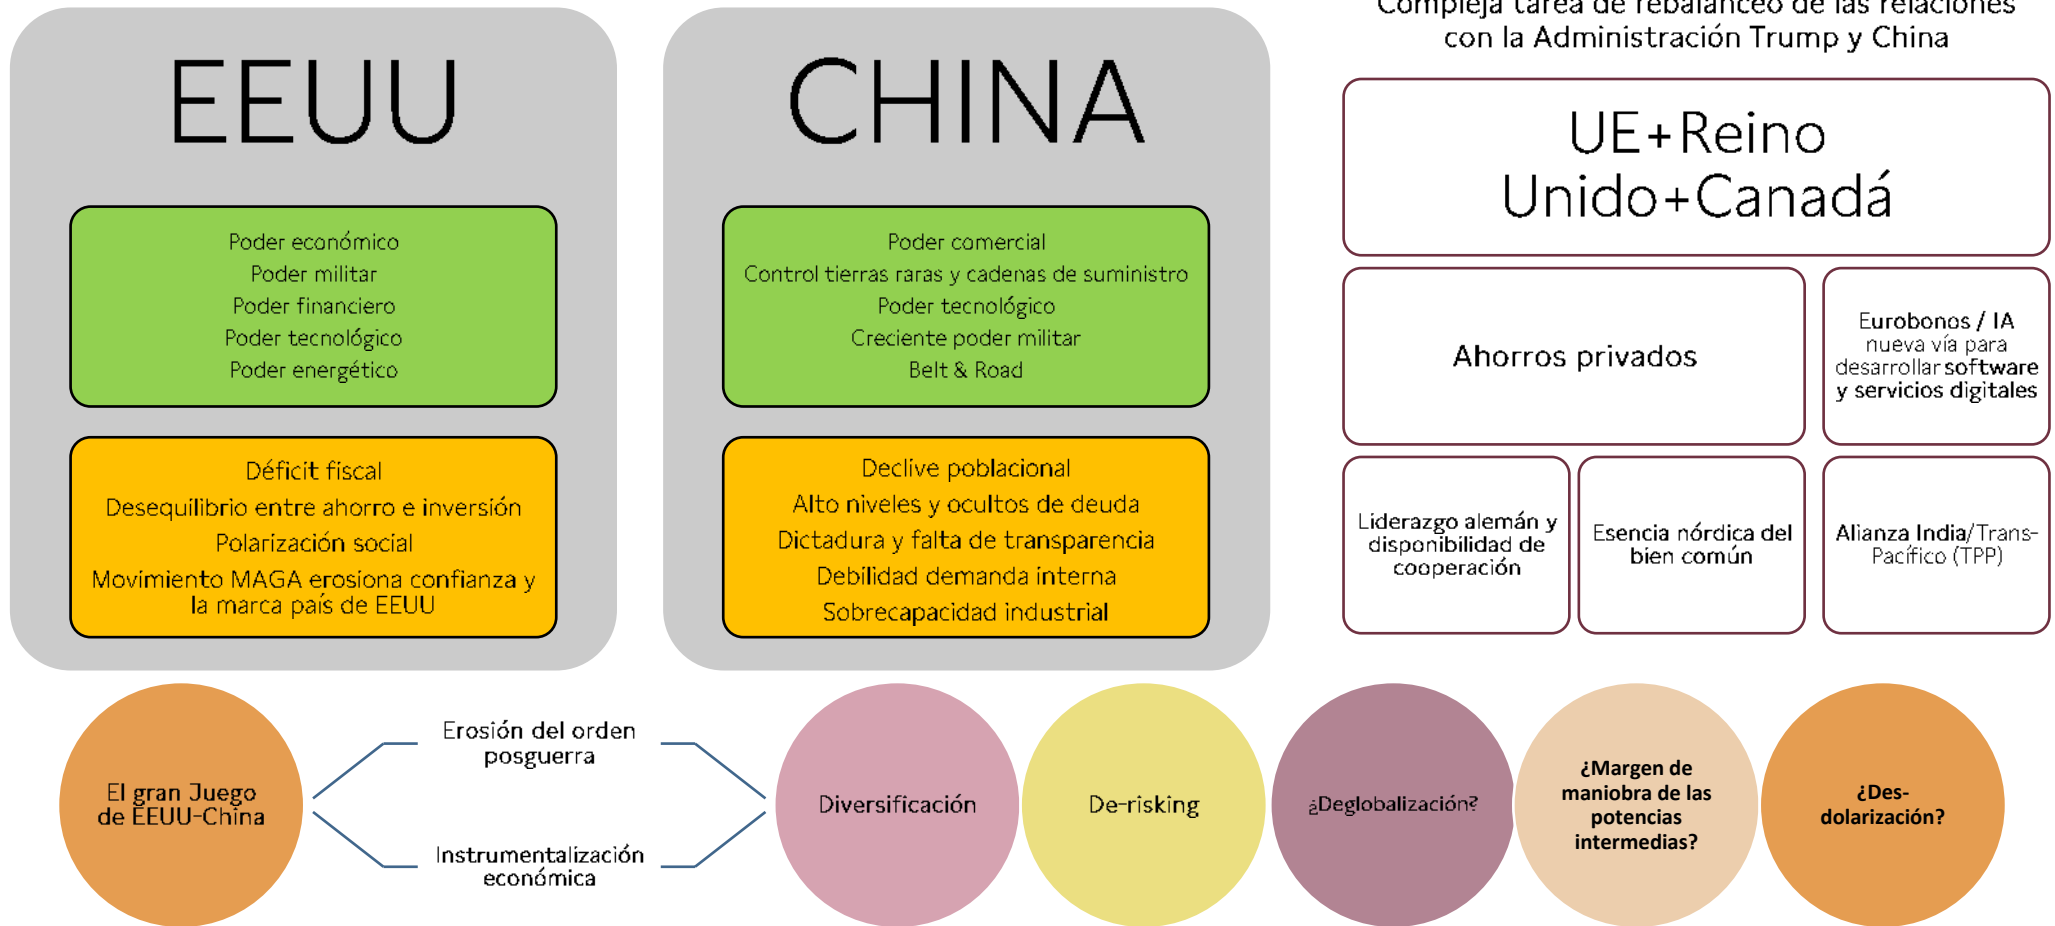 EEUU
Poder económico
Poder militar
Poder financiero
Poder tecnológico
Poder energético
Déficit fiscal
Desequilibrio entre ahorro e inversión
Polarización social
Movimiento MAGA erosiona confianza y
la marca país de EEUU
CHINA
Poder comercial
Control tierras raras y cadenas de suministro
Poder tecnológico
Creciente poder militar
Belt & Road
Declive poblacional
Alto niveles y ocultos de deuda
Dictadura y falta de transparencia
Debilidad demanda interna
Sobrecapacidad industrial
Compleja tarea de rebalanceo de las relaciones
con la Administración Trump y China
UE+Reino
Unido+Canadá
Ahorros privados
Eurobonos / IA
nueva vía para
desarrollar software
y servicios digitales
Liderazgo alemán y
disponibilidad de
cooperación
Esencia nórdica del
bien común
Alianza India/Trans-
Pacífico (TPP)
El gran Juego
de EEUU-China
Erosión del orden
posguerra
Instrumentalización
económica
Diversificación
De-risking
¿Deglobalización?
¿Margen de
maniobra de las
potencias
intermedias?
¿Des-
dolarización?